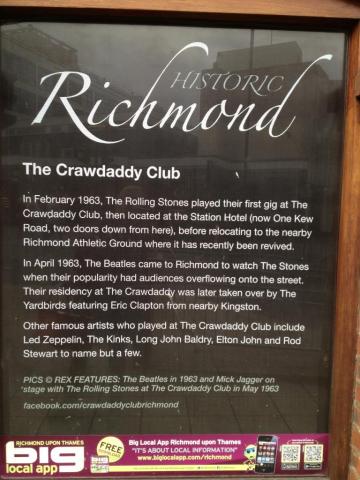 HISTORIC
Richmond
The Crawdaddy Club
In February 1963, The Rolling Stones played their first gig at The
Crawdaddy Club, then located at the Station Hotel (now One Kew
Road, two doors down from here), before relocating to the nearby
Richmond Athletic Ground where it has recently been revived.
In April 1963, The Beatles came to Richmond to watch The Stones
when their popularity had audiences overflowing onto the street.
Their residency at The Crawdaddy was later taken over by The
Yardbirds featuring Eric Clapton from nearby Kingston.
Other famous artists who played at The Crawdaddy Club include
Led Zeppelin, The Kinks, Long John Baldry, Elton John and Rod
Stewart to name but a few.
PICS © REX FEATURES: The Beatles in 1963 and Mick Jagger on
stage with The Rolling Stones at The Crawdaddy Club in May 1963
facebook.com/crawdaddyclubrichmond
RICHMOND UPON THAMES
big
local app
FREE
Big Local App Richmond upon Thames
"IT'S ABOUT LOCAL INFORMATION"
www.biglocalapp.com/richmond